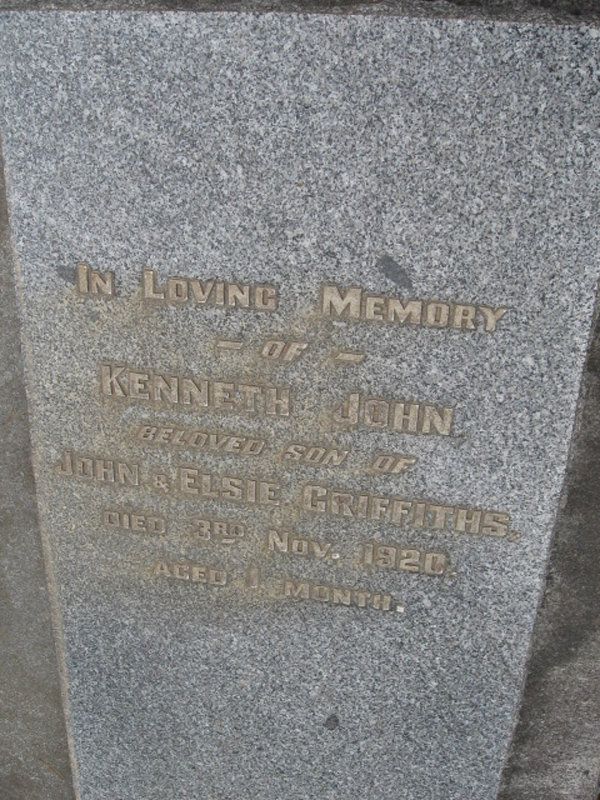 IN LOVING MEMORY
— OF —
KENNETH JOHN
BELOVED SON OF
JOHN & ELSIE GRIFFITHS.
DIED 3RD NOV. 1920.
AGED 1 MONTH.